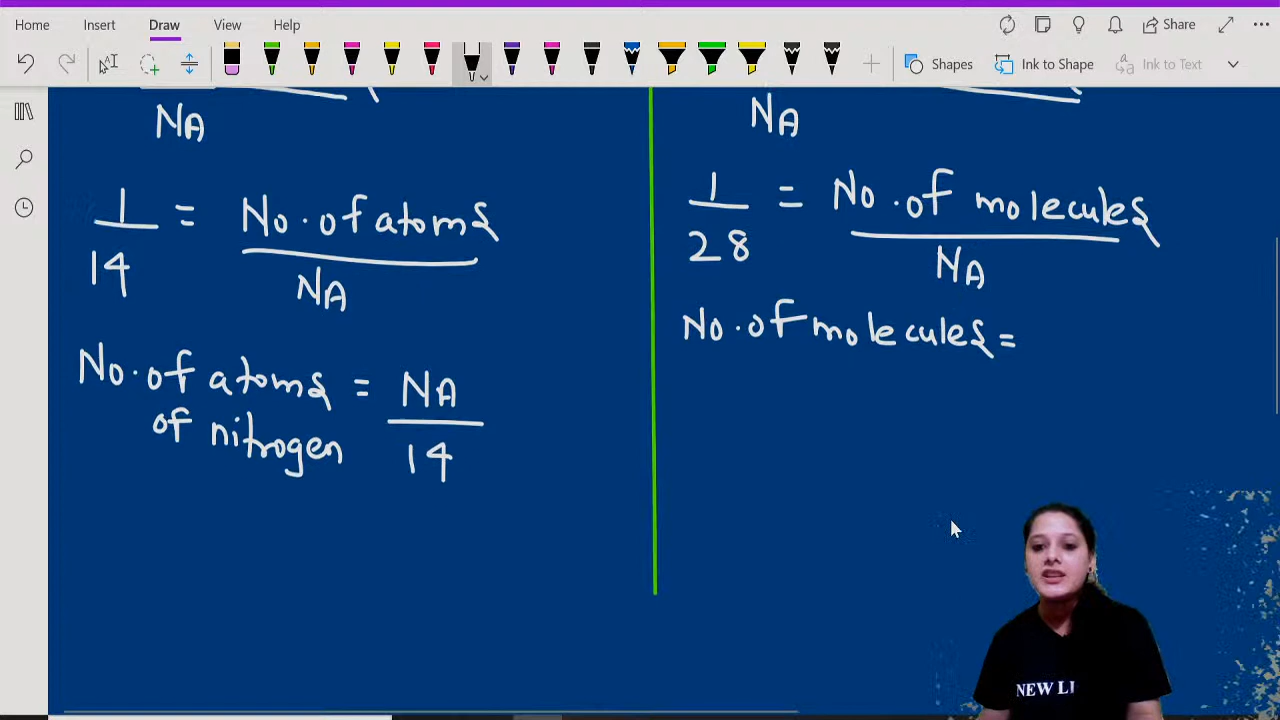 Home Insert Draw View Help
Share
Shapes Ink to Shape Ink to Text
NA
1/14 = No. of atoms/NA
No. of atoms = NA/14
of nitrogen
NA
1/28 = No. of molecules/NA
No. of molecules =
NEW LI